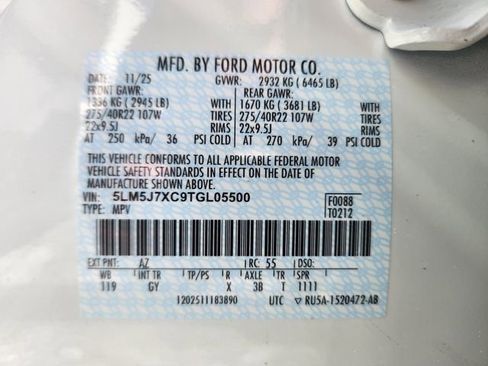 MFD. BY FORD MOTOR CO.
DATE: 11/25 GVWR: 2932 KG ( 6465 LB)
FRONT GAWR: REAR GAWR:
1336 KG ( 2945 LB) 1670 KG ( 3681 LB)
275/40R22 107W TIRES 275/40R22 107W TIRES
22x9.5J RIMS 22x9.5J RIMS
AT 250 kPa/ 36 PSI COLD AT 270 kPa/ 39 PSI COLD
THIS VEHICLE CONFORMS TO ALL APPLICABLE FEDERAL MOTOR
VEHICLE SAFETY STANDARDS IN EFFECT ON THE DATE OF
MANUFACTURE SHOWN ABOVE.
VIN: 5LM5J7XC9TGL05500 F0088
TYPE: MPV T0212
EXT PNT: AZ RC: 55 DSO:
WB INT TR TP/PS R AXLE TR SPR
119 GY X 3B T 1111
1202511183890 UTC ▽ RU5A-1520472-AB